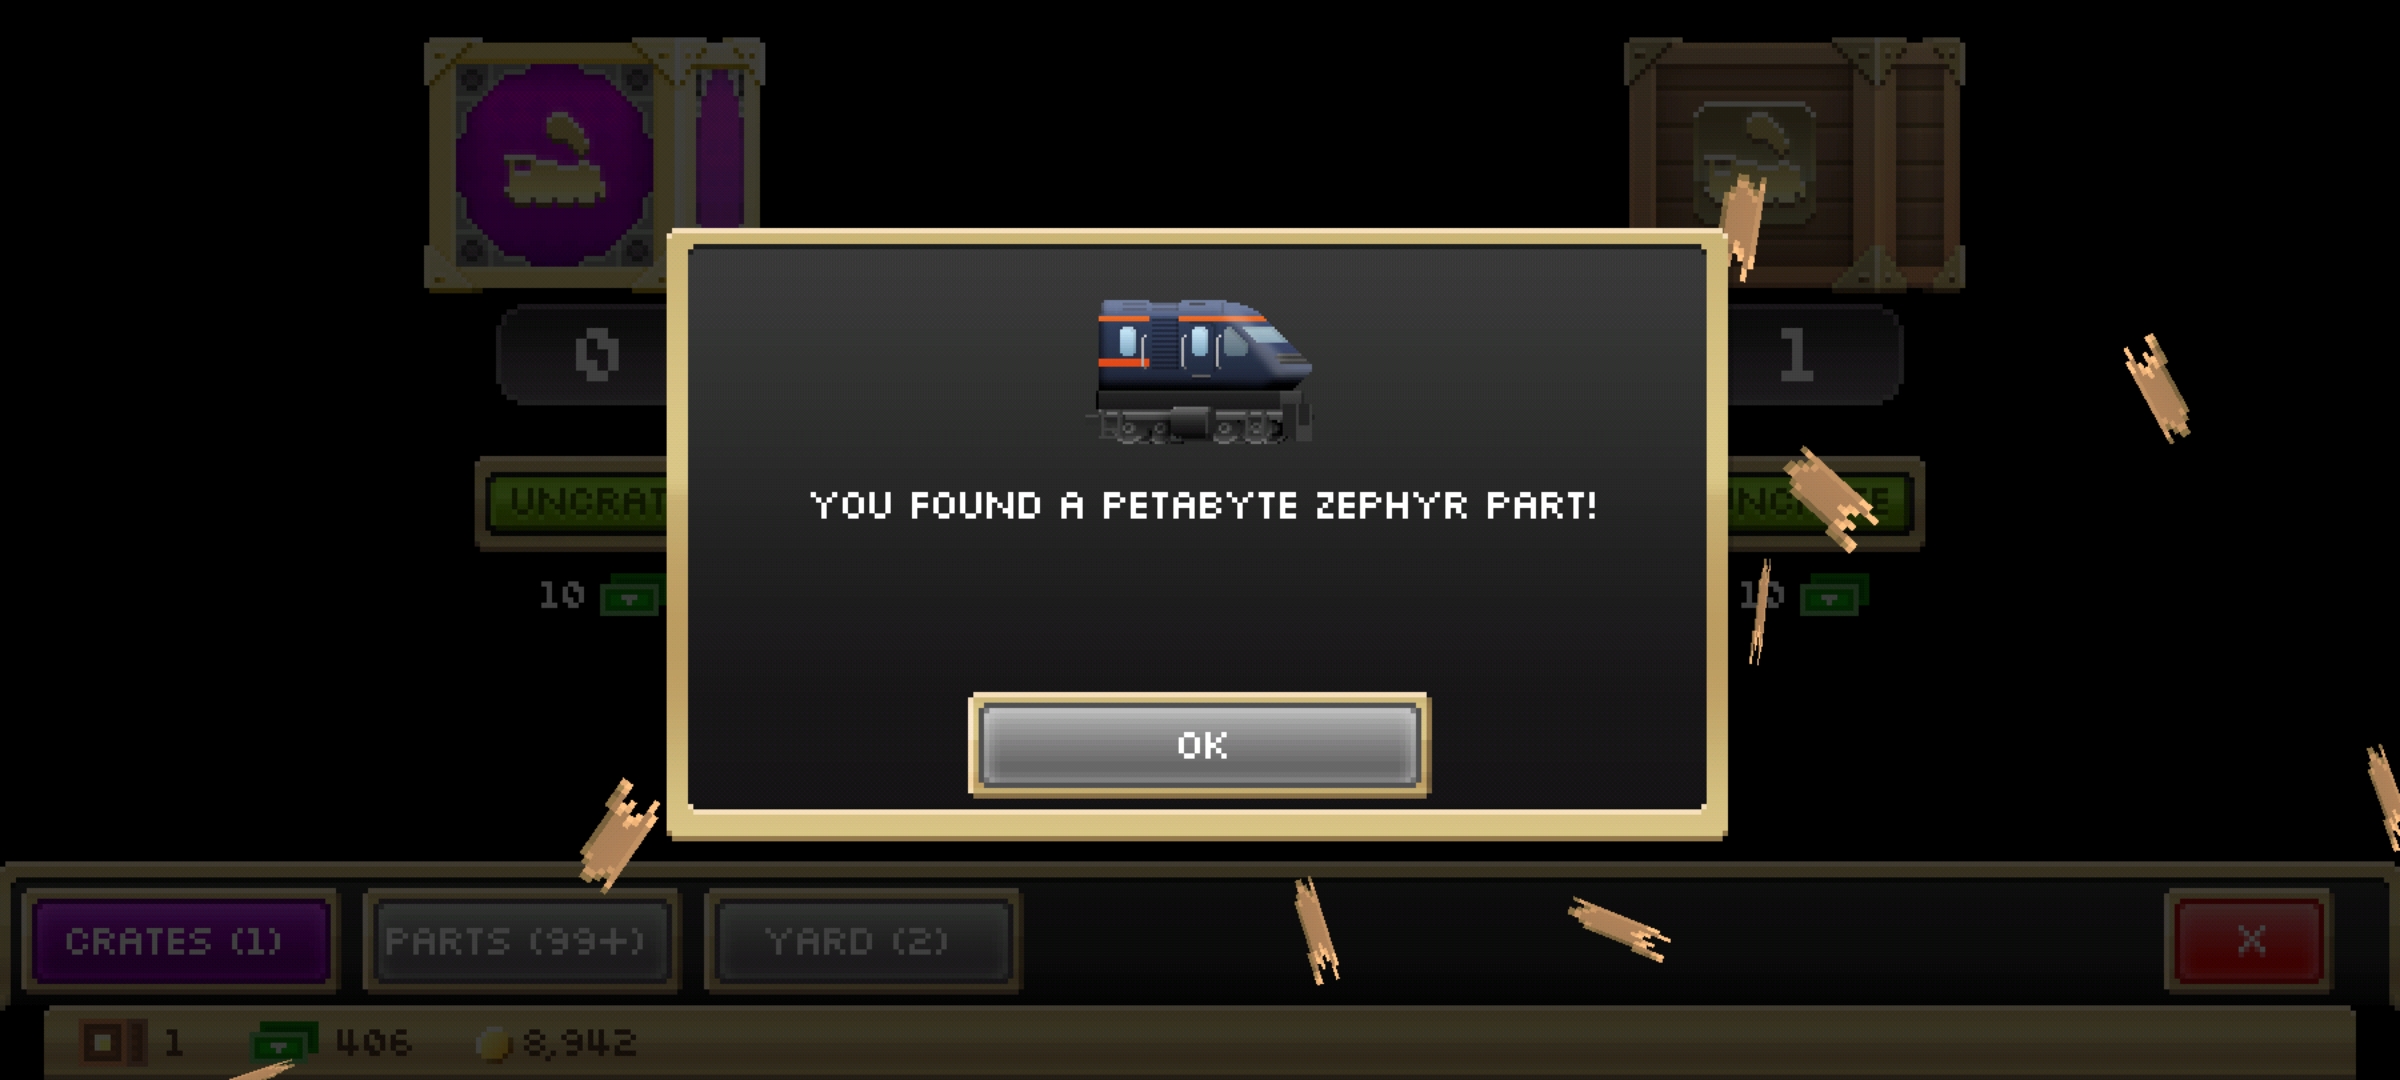 0
1
UNCRAT
10
10
YOU FOUND A PETABYTE ZEPHYR PART!
OK
CRATES (1)
PARTS (99+)
YARD (2)
X
1
406
8,942